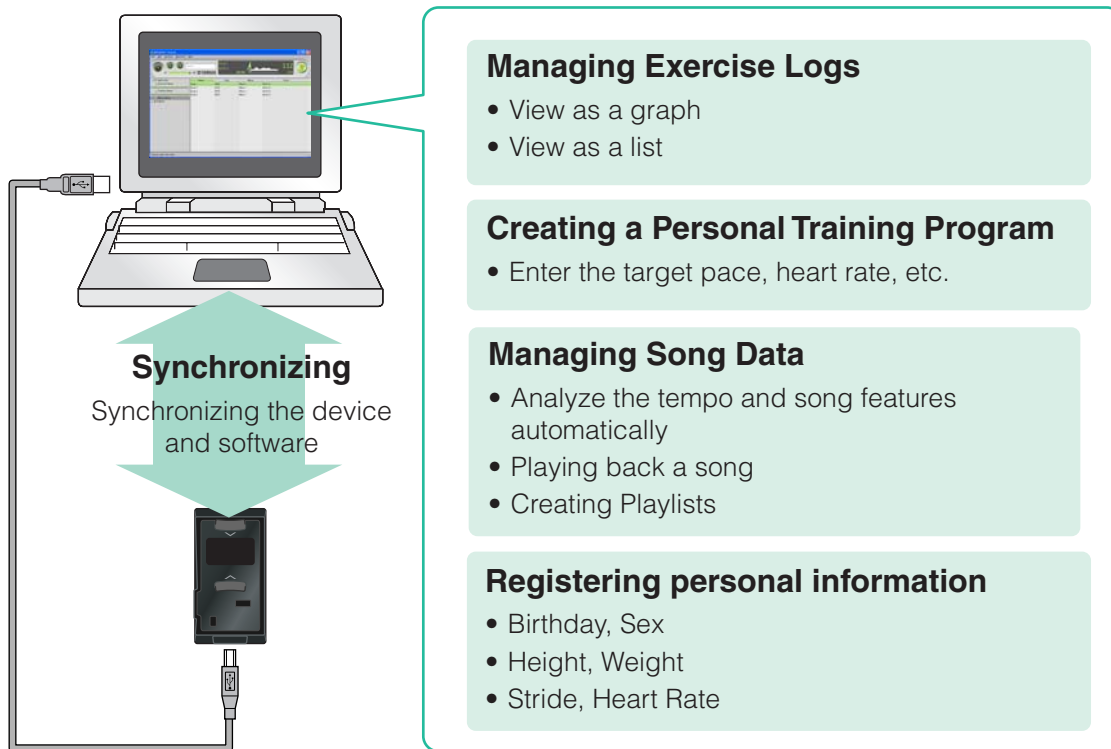 Synchronizing
Synchronizing the device
and software
Managing Exercise Logs
• View as a graph
• View as a list
Creating a Personal Training Program
• Enter the target pace, heart rate, etc.
Managing Song Data
• Analyze the tempo and song features
automatically
• Playing back a song
• Creating Playlists
Registering personal information
• Birthday, Sex
• Height, Weight
• Stride, Heart Rate